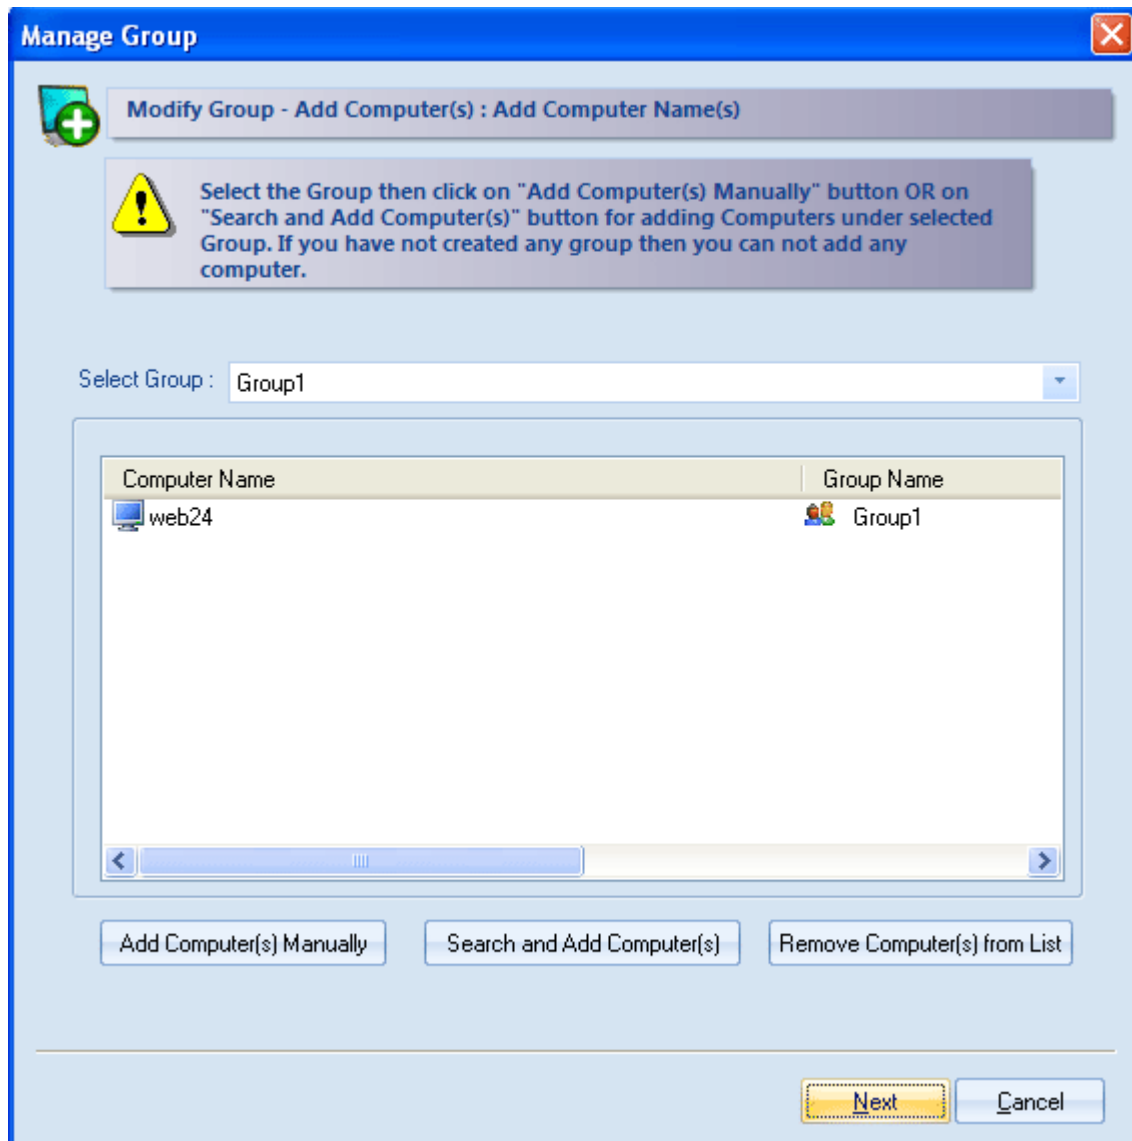 Manage Group
Modify Group - Add Computer(s) : Add Computer Name(s)
Select the Group then click on "Add Computer(s) Manually" button OR on
"Search and Add Computer(s)" button for adding Computers under selected
Group. If you have not created any group then you can not add any
computer.
Select Group : Group1
Computer Name Group Name
web24 Group1
Add Computer(s) Manually Search and Add Computer(s) Remove Computer(s) from List
Next Cancel